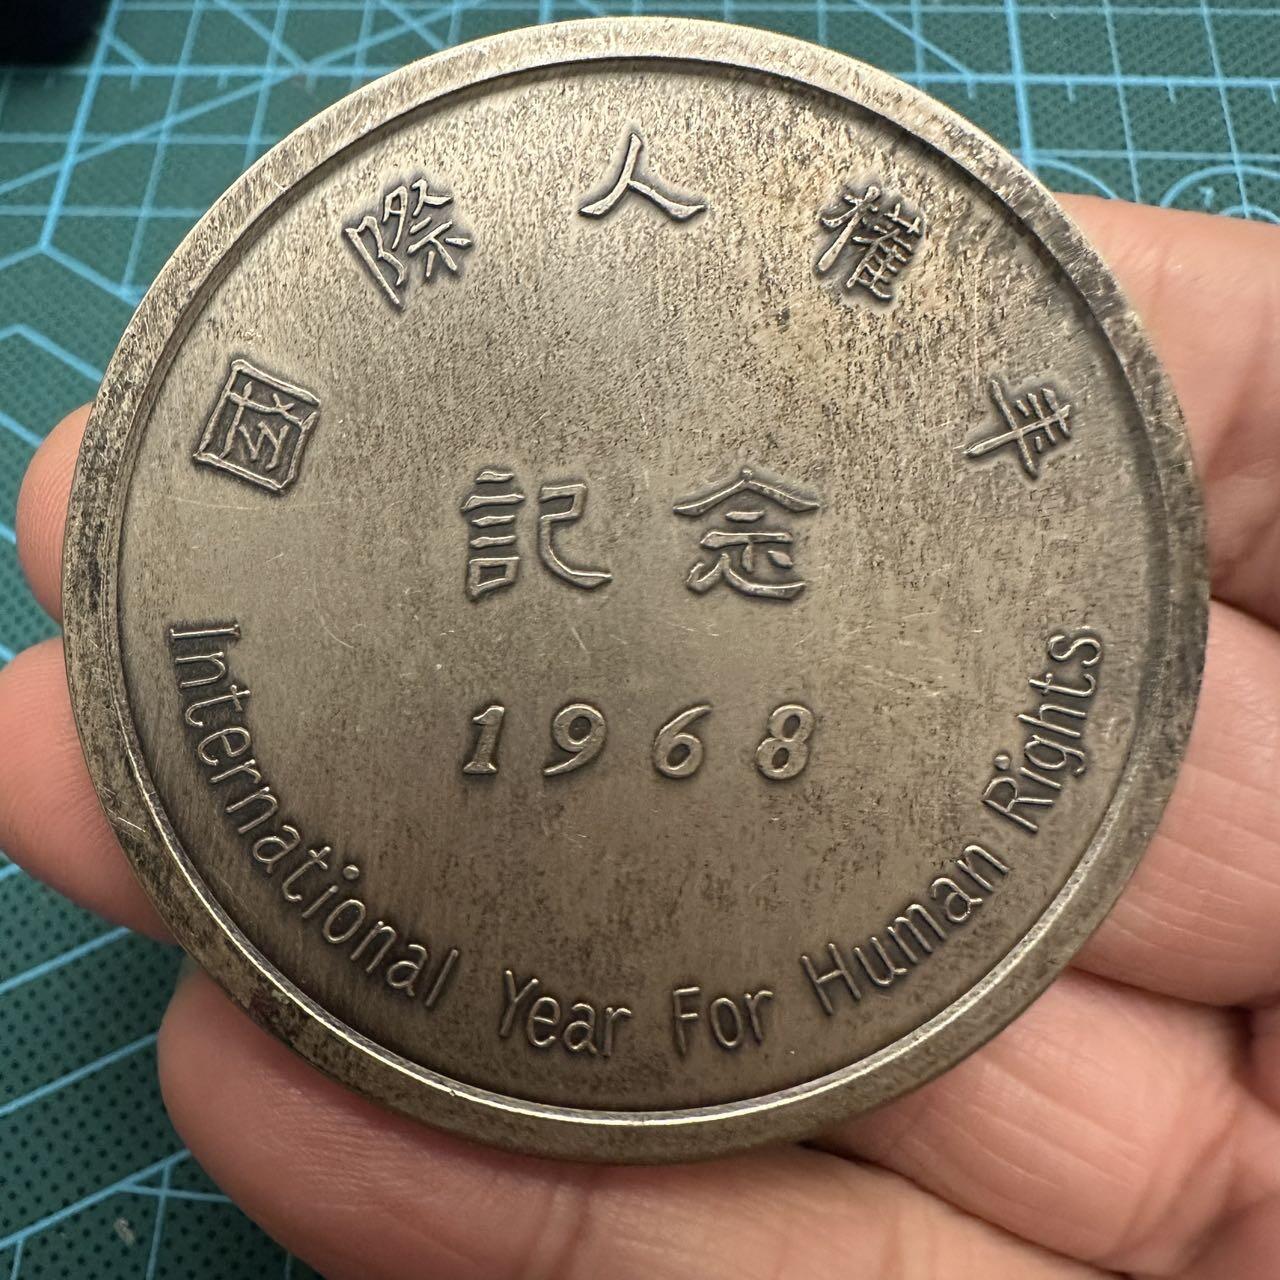 國際人權年
記念
1968
International Year For Human Rights